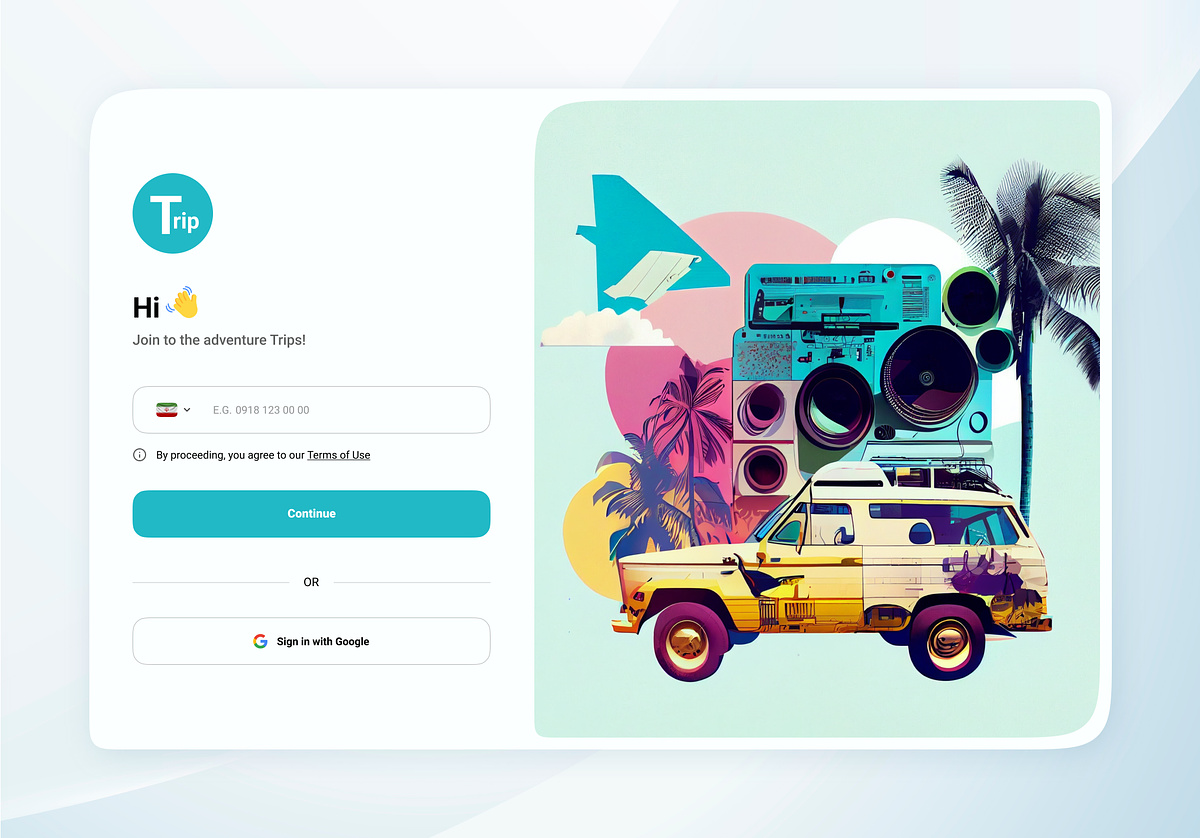 Trip
Hi
Join to the adventure Trips!
E.G. 0918 123 00 00
By proceeding, you agree to our Terms of Use
Continue
OR
Sign in with Google